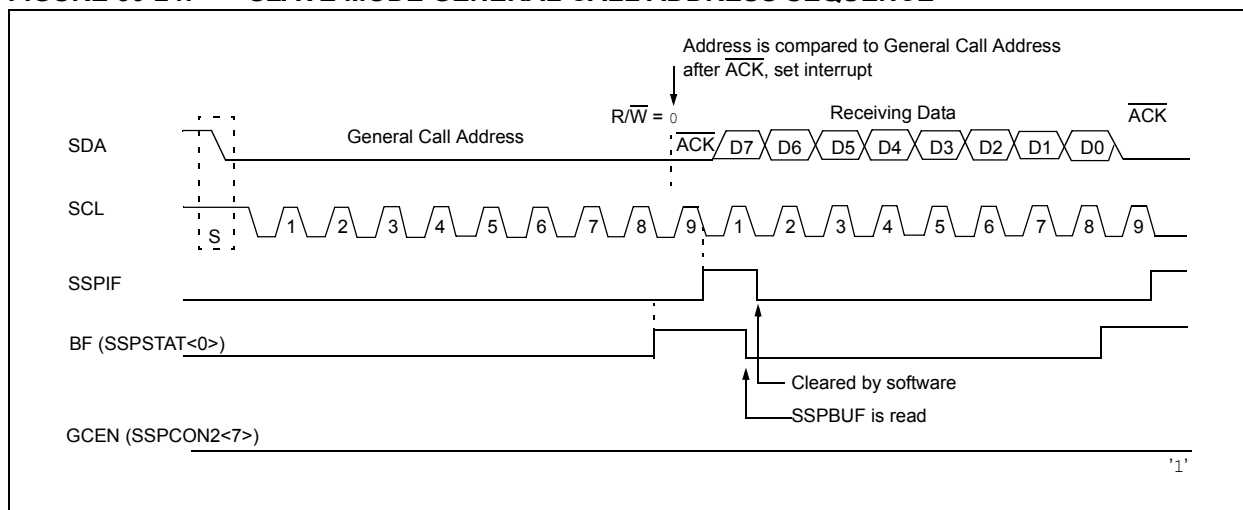 Address is compared to General Call Address
after ACK, set interrupt
R/W = 0
Receiving Data
ACK
SDA
General Call Address
ACK D7 D6 D5 D4 D3 D2 D1 D0
SCL
S
1 2 3 4 5 6 7 8 9 1 2 3 4 5 6 7 8 9
SSPIF
BF (SSPSTAT<0>)
Cleared by software
SSPBUF is read
GCEN (SSPCON2<7>)
'1'